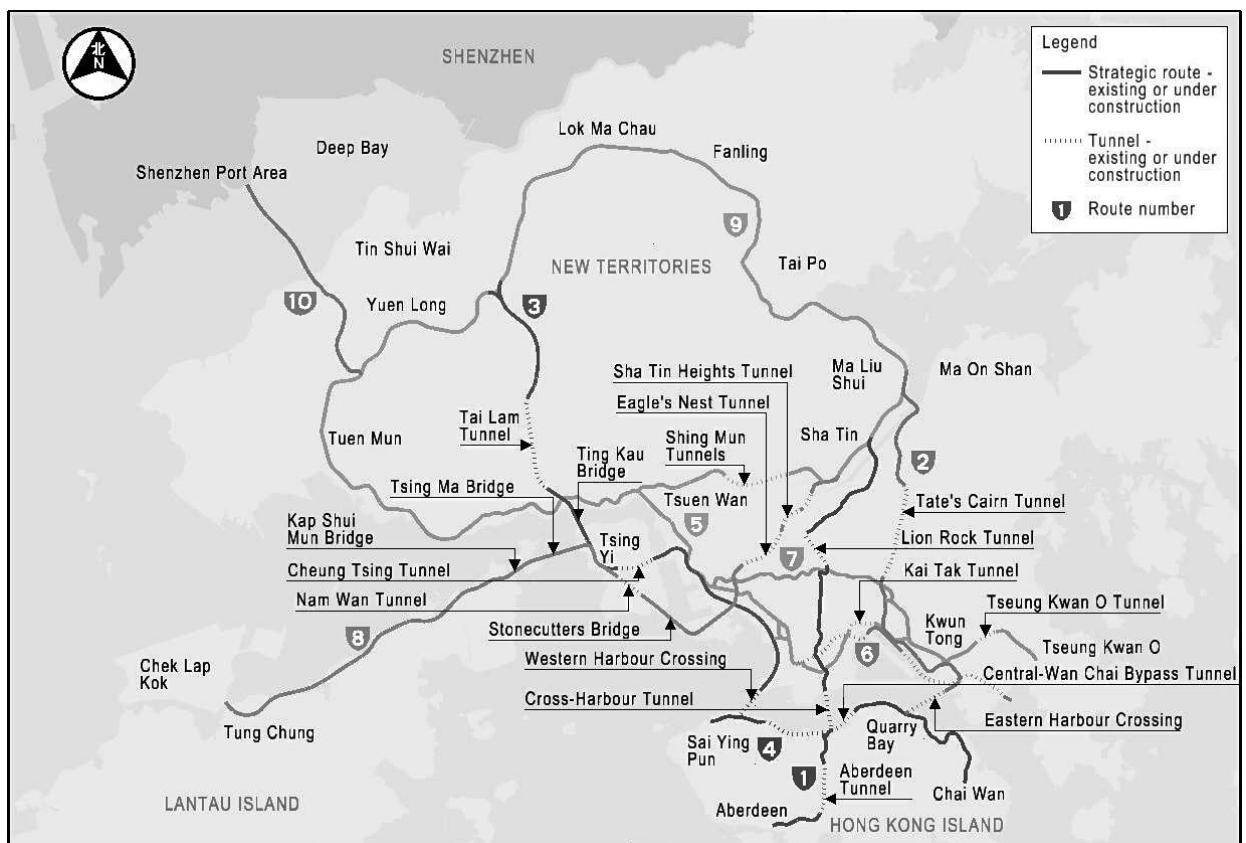 北
N
SHENZHEN
Legend
Strategic route -
existing or under
construction
Tunnel -
existing or under
construction
1
Route number
Lok Ma Chau
Fanling
Deep Bay
Shenzhen Port Area
9
Tin Shui Wai
NEW TERRITORIES
Tai Po
10
Yuen Long
3
Sha Tin Heights Tunnel
Ma Liu
Shui
Ma On Shan
Eagle's Nest Tunnel
Tai Lam
Tunnel
Tuen Mun
Shing Mun
Tunnels
Sha Tin
Ting Kau
Bridge
2
Tsing Ma Bridge
Tsuen Wan
Tate's Cairn Tunnel
5
Kap Shui
Mun Bridge
Tsing
Yi
Lion Rock Tunnel
7
Cheung Tsing Tunnel
Kai Tak Tunnel
Nam Wan Tunnel
Tseung Kwan O Tunnel
Kwun
Tong
8
Stonecutters Bridge
Tseung Kwan O
6
Western Harbour Crossing
Chek Lap
Kok
Central-Wan Chai Bypass Tunnel
Cross-Harbour Tunnel
Eastern Harbour Crossing
Tung Chung
Sai Ying
Pun
4
Quarry
Bay
1
Aberdeen
Tunnel
Chai Wan
LANTAU ISLAND
Aberdeen
HONG KONG ISLAND